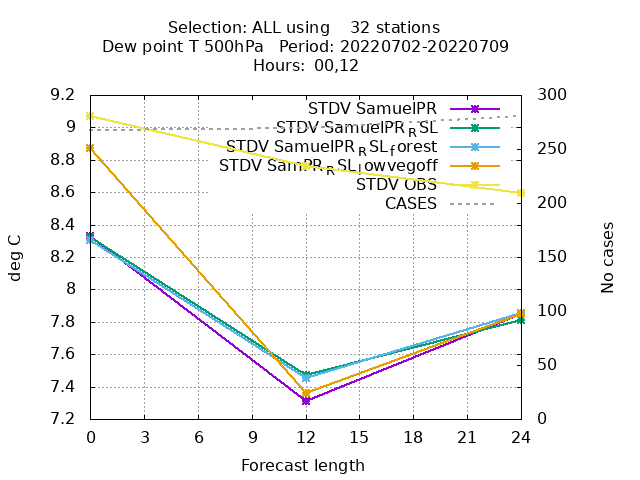 Selection: ALL using 32 stations
Dew point T 500hPa Period: 20220702-20220709
Hours: 00,12
STDV SamuelPR
STDV SamuelPR_RSL
STDV SamuelPR_RSL_forest
STDV SamPR_RSL_lowvegoff
STDV OBS
CASES
deg C
No cases
9.2
9
8.8
8.6
8.4
8.2
8
7.8
7.6
7.4
7.2
300
250
200
150
100
50
0
0 3 6 9 12 15 18 21 24
Forecast length